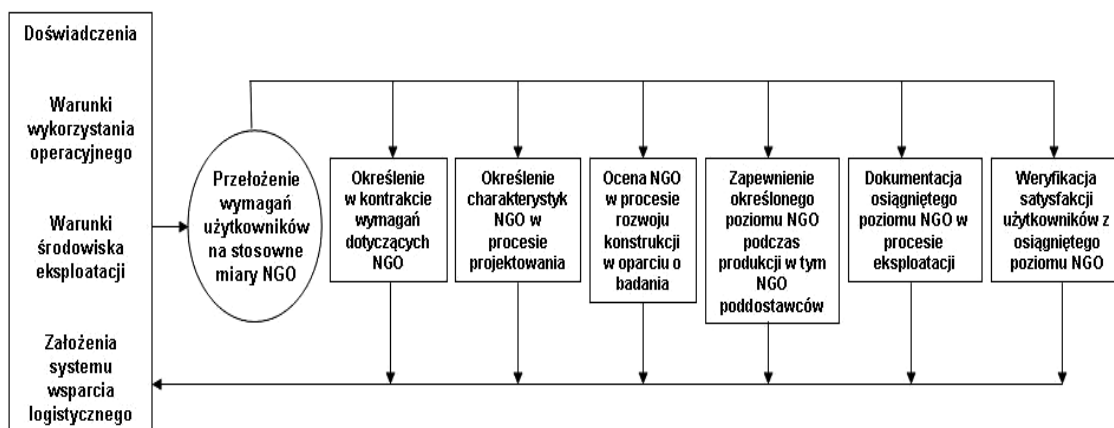 Doświadczenia
Warunki
wykorzystania
operacyjnego
Warunki
środowiska
eksploatacji
Założenia
systemu
wsparcia
logistycznego
Przełożenie
wymagań
użytkowników
na stosowne
miary NGO
Określenie
w kontrakcie
wymagań
dotyczących
NGO
Określenie
charakterystyk
NGO w
procesie
projektowania
Ocena NGO
w procesie
rozwoju
konstrukcji
w oparciu o
badania
Zapewnienie
określonego
poziomu NGO
podczas
produkcji w tym
NGO
poddostawców
Dokumentacja
osiągniętego
poziomu NGO w
procesie
eksploatacji
Weryfikacja
satysfakcji
użytkowników z
osiągniętego
poziomu NGO